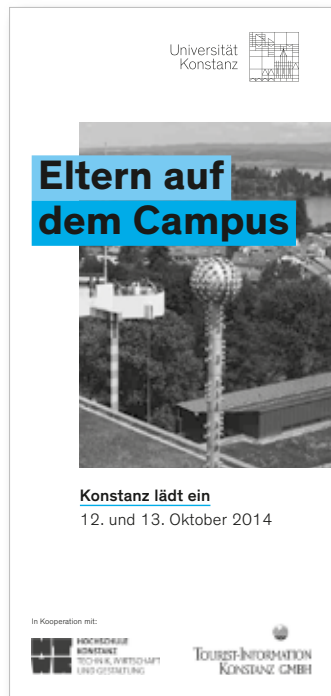 Universität
Konstanz
Eltern auf
dem Campus
Konstanz lädt ein
12. und 13. Oktober 2014
In Kooperation mit:
HOCHSCHULE
KONSTANZ
TECHNIK, WIRTSCHAFT
UND GESTALTUNG
TOURIST-INFORMATION
KONSTANZ GMBH